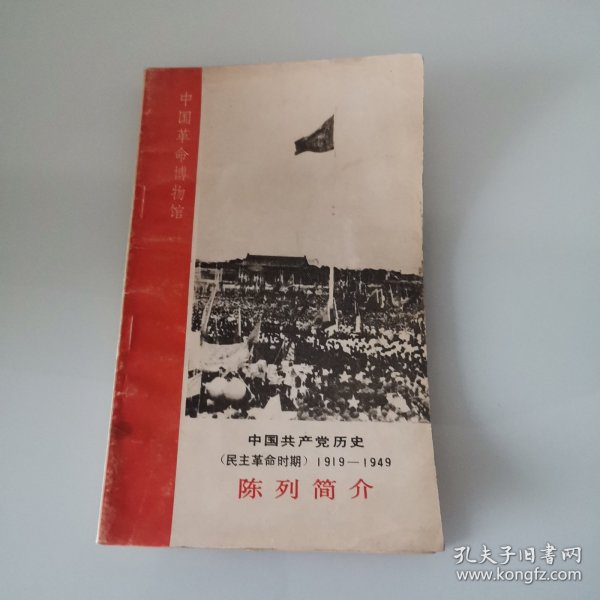 中国革命博物馆
中国共产党历史
（民主革命时期）1919—1949
陈列简介
孔夫子旧书网
www.kongfz.com